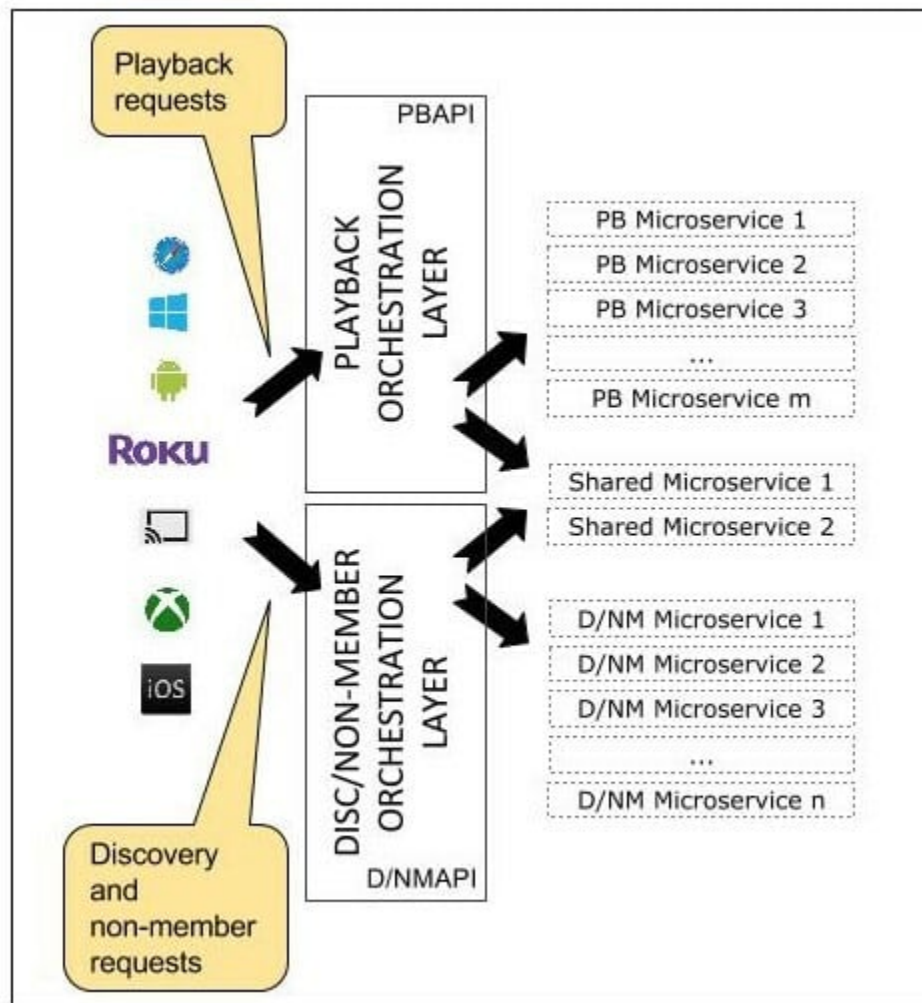 Playback
requests
PBAPI
PLAYBACK
ORCHESTRATION
LAYER
PB Microservice 1
PB Microservice 2
PB Microservice 3
...
PB Microservice m
ROKU
Shared Microservice 1
Shared Microservice 2
iOS
DISC/NON-MEMBER
ORCHESTRATION
LAYER
D/NMAPI
D/NM Microservice 1
D/NM Microservice 2
D/NM Microservice 3
...
D/NM Microservice n
Discovery
and
non-member
requests